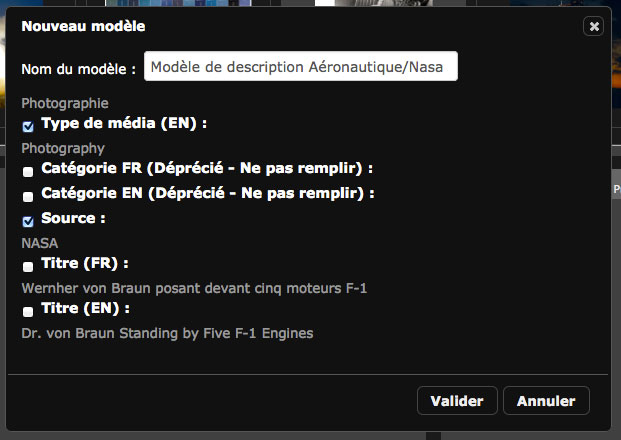 Nouveau modèle
Nom du modèle : Modèle de description Aéronautique/Nasa
Photographie
Type de média (EN) :
Photography
Catégorie FR (Déprécié - Ne pas remplir) :
Catégorie EN (Déprécié - Ne pas remplir) :
Source :
NASA
Titre (FR) :
Wernher von Braun posant devant cinq moteurs F-1
Titre (EN) :
Dr. von Braun Standing by Five F-1 Engines
Valider Annuler